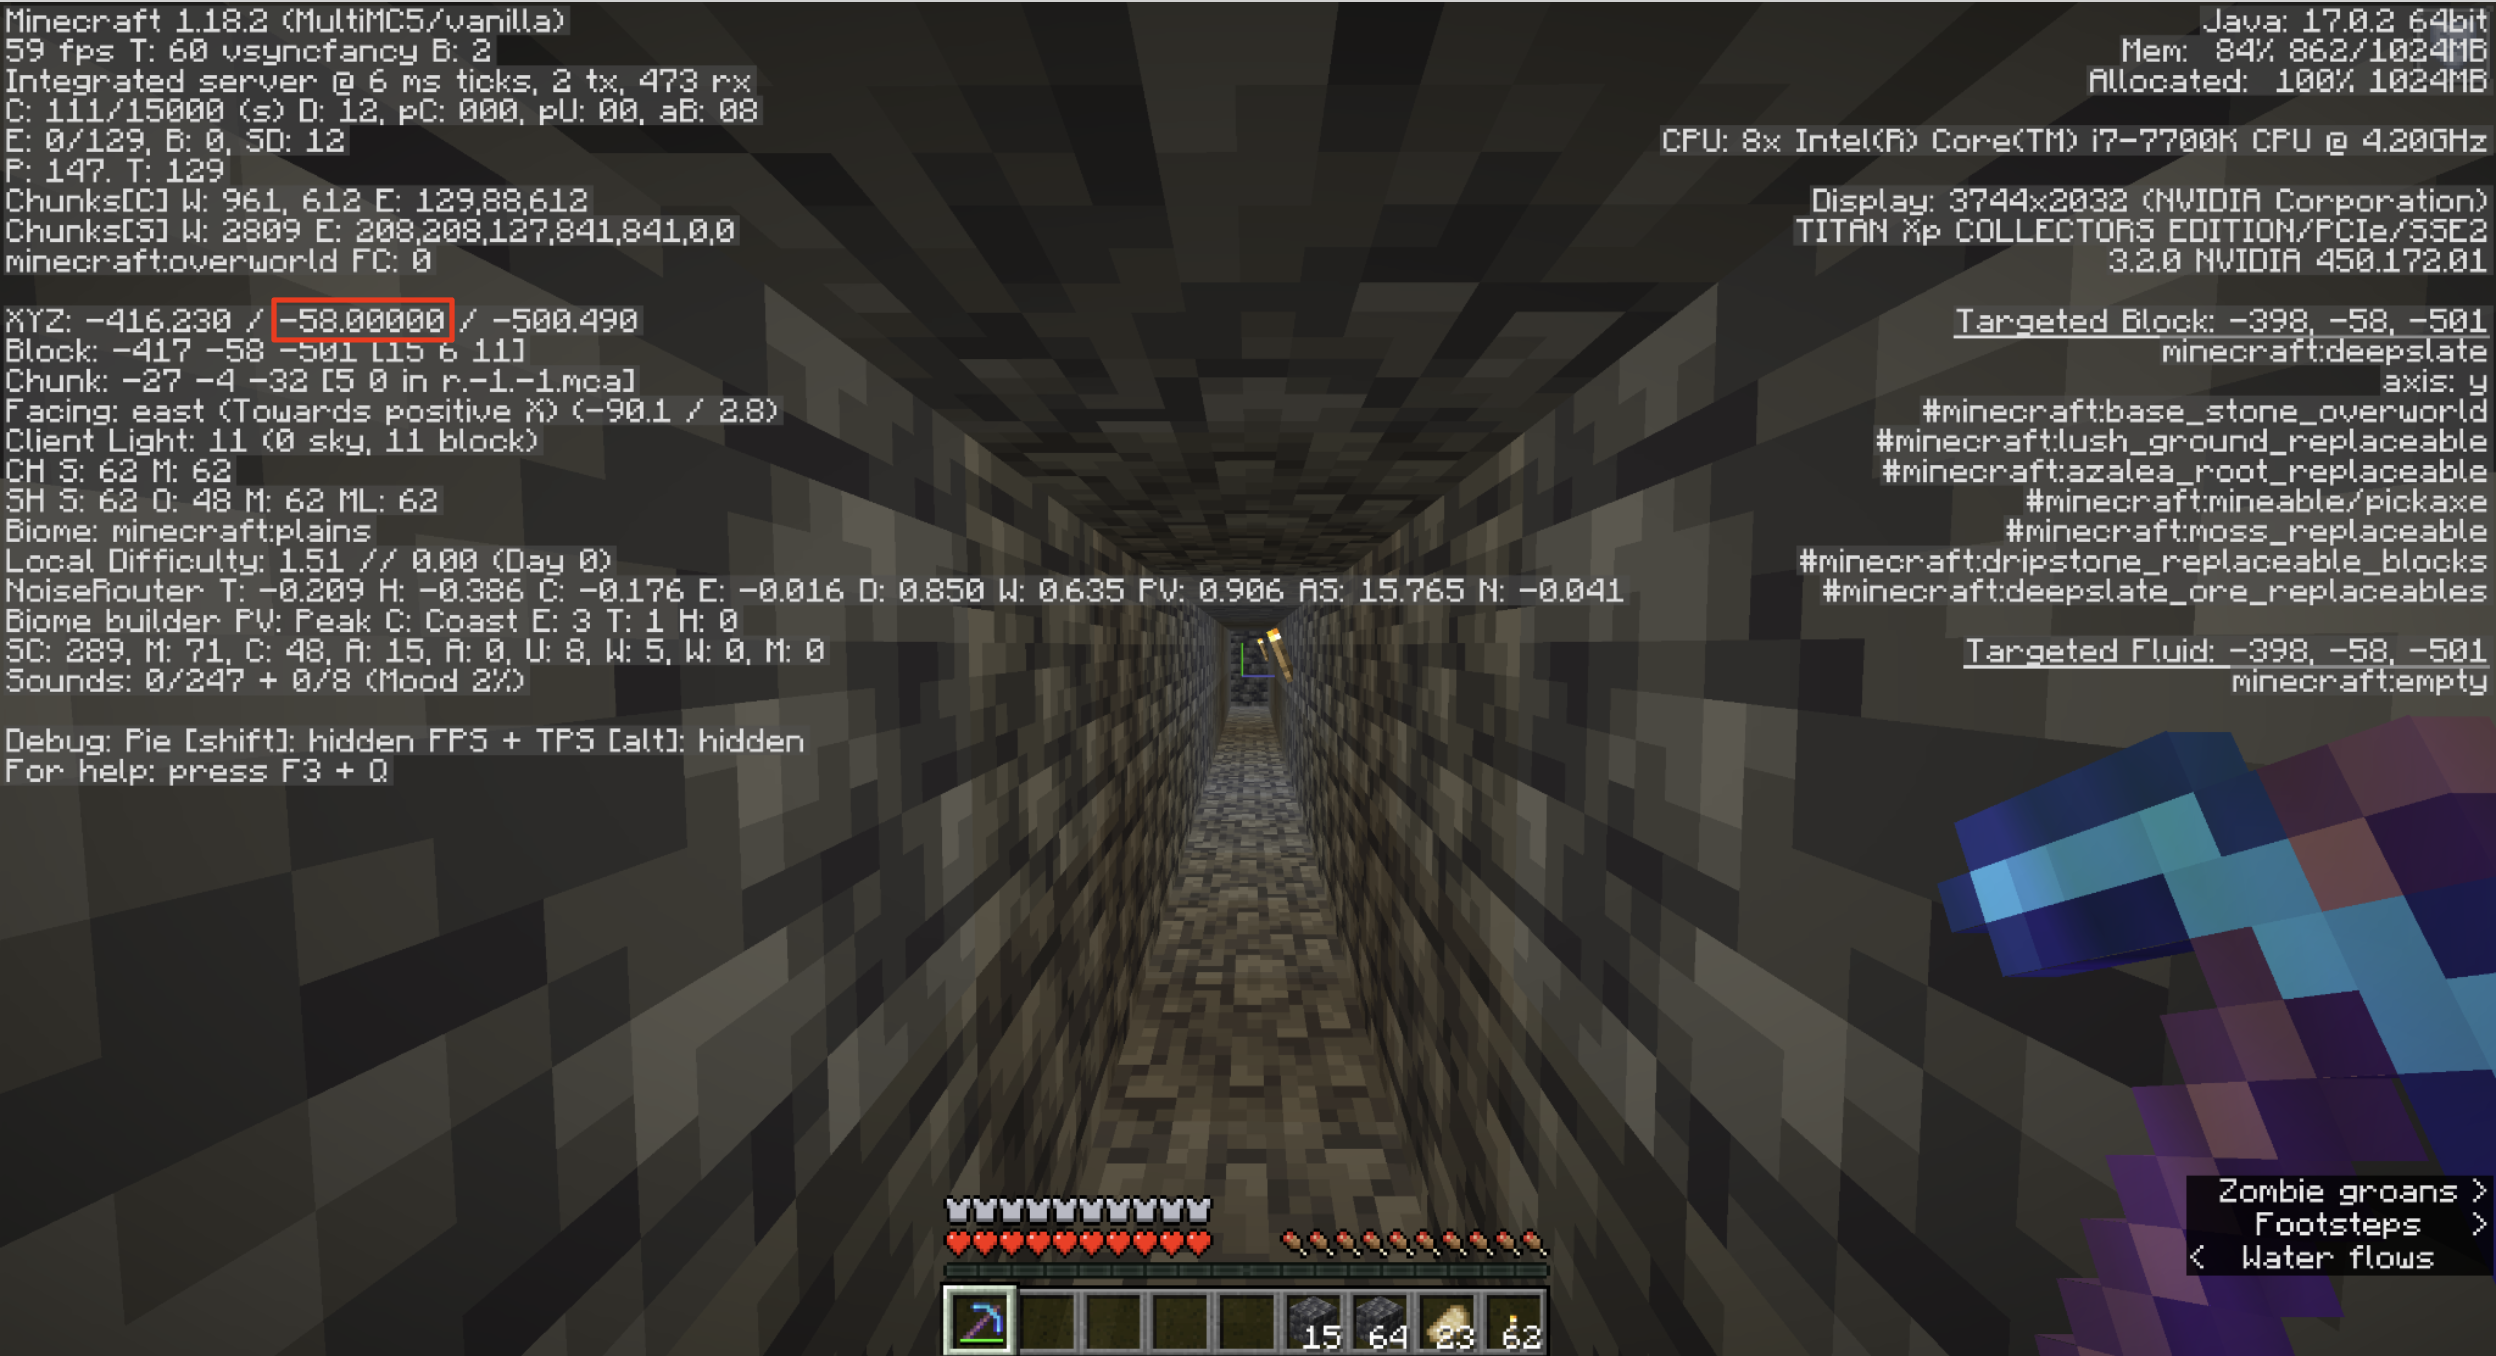 Minecraft 1.18.2 (MultiMC5/vanilla)
59 fps T: 60 vsyncfancy B: 2
Integrated server @ 6 ms ticks, 2 tx, 473 rx
C: 111/15000 (s) D: 12, pC: 000, pU: 00, aB: 08
E: 0/129, B: 0, SD: 12
P: 147. T: 129
Chunks[C] W: 961, 612 E: 129,88,612
Chunks[S] W: 2809 E: 208,208,127,841,841,0,0
minecraft:overworld FC: 0
XYZ: -416.230 / -58.00000 / -500.490
Block: -417 -58 -501 [15 6 11]
Chunk: -27 -4 -32 [5 0 in r.-1.-1.mca]
Facing: east (Towards positive X) (-90.1 / 2.8)
Client Light: 11 (0 sky, 11 block)
CH S: 62 M: 62
SH S: 62 O: 48 M: 62 ML: 62
Biome: minecraft:plains
Local Difficulty: 1.51 // 0.00 (Day 0)
NoiseRouter T: -0.209 H: -0.386 C: -0.176 E: -0.016 D: 0.850 W: 0.635 PV: 0.906 AS: 15.765 N: -0.041
Biome builder PV: Peak C: Coast E: 3 T: 1 H: 0
SC: 289, M: 71, C: 48, A: 15, A: 0, U: 8, W: 5, W: 0, M: 0
Sounds: 0/247 + 0/8 (Mood 2%)
Debug: Pie [shift]: hidden FPS + TPS [alt]: hidden
For help: press F3 + Q
Java: 17.0.2 64bit
Mem: 84% 862/1024MB
Allocated: 100% 1024MB
CPU: 8x Intel(R) Core(TM) i7-7700K CPU @ 4.20GHz
Display: 3744x2032 (NVIDIA Corporation)
TITAN Xp COLLECTORS EDITION/PCIe/SSE2
3.2.0 NVIDIA 450.172.01
Targeted Block: -398, -58, -501
minecraft:deepslate
axis: y
#minecraft:base_stone_overworld
#minecraft:lush_ground_replaceable
#minecraft:azalea_root_replaceable
#minecraft:mineable/pickaxe
#minecraft:moss_replaceable
#minecraft:dripstone_replaceable_blocks
#minecraft:deepslate_ore_replaceables
Targeted Fluid: -398, -58, -501
minecraft:empty
Zombie groans >
Footsteps >
< Water flows
15 64 23 62